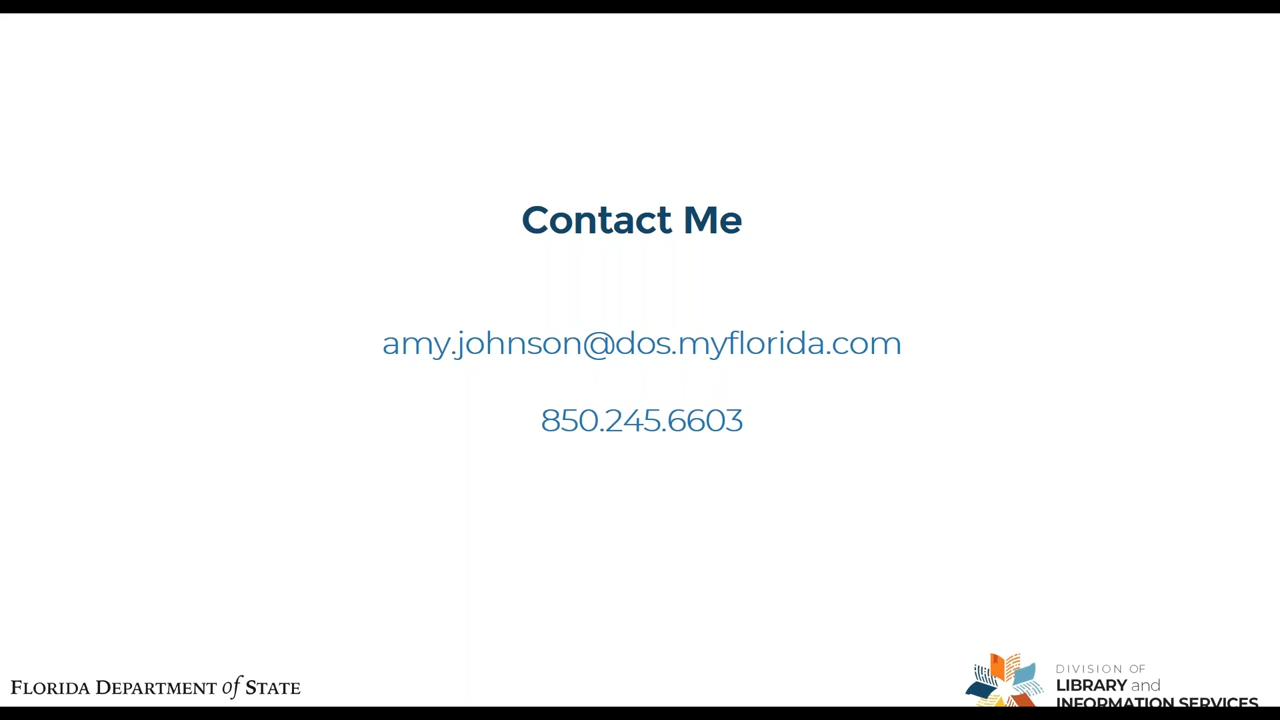 Contact Me
amy.johnson@dos.myflorida.com
850.245.6603
FLORIDA DEPARTMENT of STATE
DIVISION OF
LIBRARY and
INFORMATION SERVICES